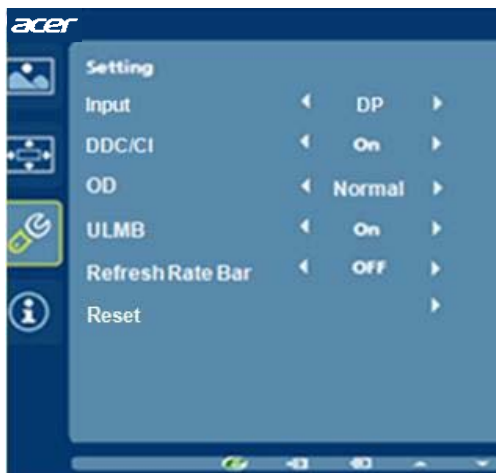 acer
Setting
Input DP
DDC/CI On
OD Normal
ULMB On
Refresh Rate Bar OFF
Reset